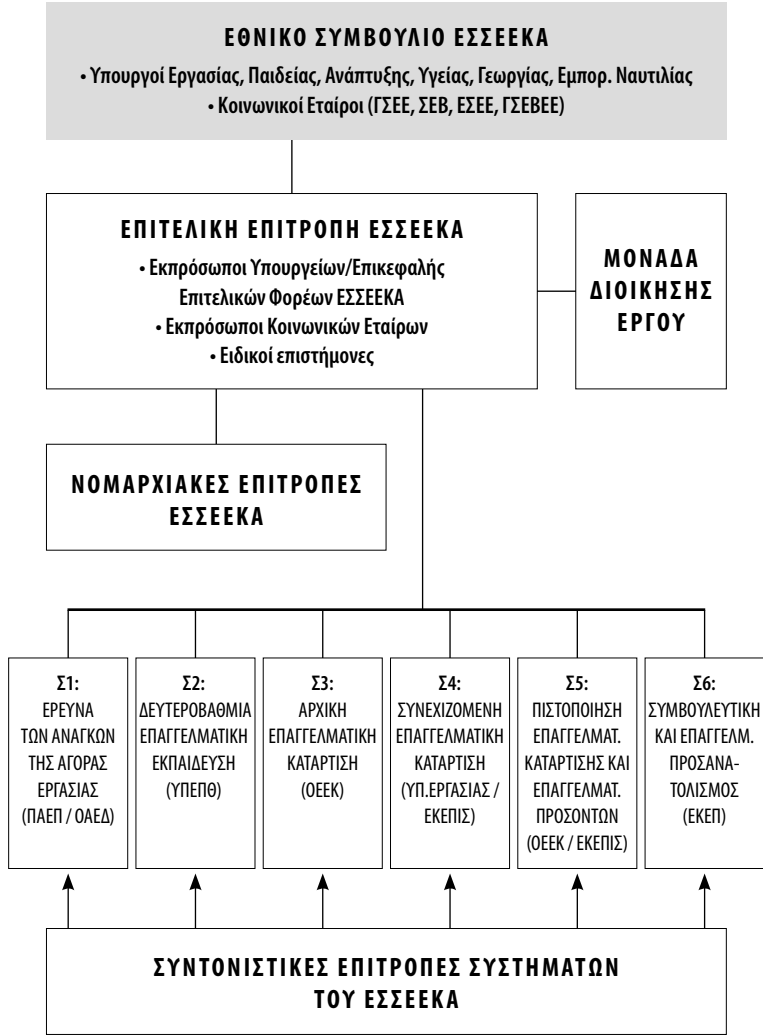 ΕΘΝΙΚΟ ΣΥΜΒΟΥΛΙΟ ΕΣΣΕΕΚΑ
• Υπουργοί Εργασίας, Παιδείας, Ανάπτυξης, Υγείας, Γεωργίας, Εμπορ. Ναυτιλίας
• Κοινωνικοί Εταίροι (ΓΣΕΕ, ΣΕΒ, ΕΣΕΕ, ΓΣΕΒΕΕ)
ΕΠΙΤΕΛΙΚΗ ΕΠΙΤΡΟΠΗ ΕΣΣΕΕΚΑ
• Εκπρόσωποι Υπουργείων/Επικεφαλής
Επιτελικών Φορέων ΕΣΣΕΕΚΑ
• Εκπρόσωποι Κοινωνικών Εταίρων
• Ειδικοί επιστήμονες
ΜΟΝΑΔΑ
ΔΙΟΙΚΗΣΗΣ
ΕΡΓΟΥ
ΝΟΜΑΡΧΙΑΚΕΣ ΕΠΙΤΡΟΠΕΣ
ΕΣΣΕΕΚΑ
Σ1:
ΕΡΕΥΝΑ
ΤΩΝ ΑΝΑΓΚΩΝ
ΤΗΣ ΑΓΟΡΑΣ
ΕΡΓΑΣΙΑΣ
(ΠΑΕΠ / ΟΑΕΔ)
Σ2:
ΔΕΥΤΕΡΟΒΑΘΜΙΑ
ΕΠΑΓΓΕΛΜΑΤΙΚΗ
ΕΚΠΑΙΔΕΥΣΗ
(ΥΠΕΠΘ)
Σ3:
ΑΡΧΙΚΗ
ΕΠΑΓΓΕΛΜΑΤΙΚΗ
ΚΑΤΑΡΤΙΣΗ
(ΟΕΕΚ)
Σ4:
ΣΥΝΕΧΙΖΟΜΕΝΗ
ΕΠΑΓΓΕΛΜΑΤΙΚΗ
ΚΑΤΑΡΤΙΣΗ
(ΥΠ.ΕΡΓΑΣΙΑΣ /
ΕΚΕΠΙΣ)
Σ5:
ΠΙΣΤΟΠΟΙΗΣΗ
ΕΠΑΓΓΕΛΜΑΤ.
ΚΑΤΑΡΤΙΣΗΣ ΚΑΙ
ΕΠΑΓΓΕΛΜΑΤ.
ΠΡΟΣΟΝΤΩΝ
(ΟΕΕΚ / ΕΚΕΠΙΣ)
Σ6:
ΣΥΜΒΟΥΛΕΥΤΙΚΗ
ΚΑΙ ΕΠΑΓΓΕΛΜ.
ΠΡΟΣΑΝΑ-
ΤΟΛΙΣΜΟΣ
(ΕΚΕΠ)
ΣΥΝΤΟΝΙΣΤΙΚΕΣ ΕΠΙΤΡΟΠΕΣ ΣΥΣΤΗΜΑΤΩΝ
ΤΟΥ ΕΣΣΕΕΚΑ